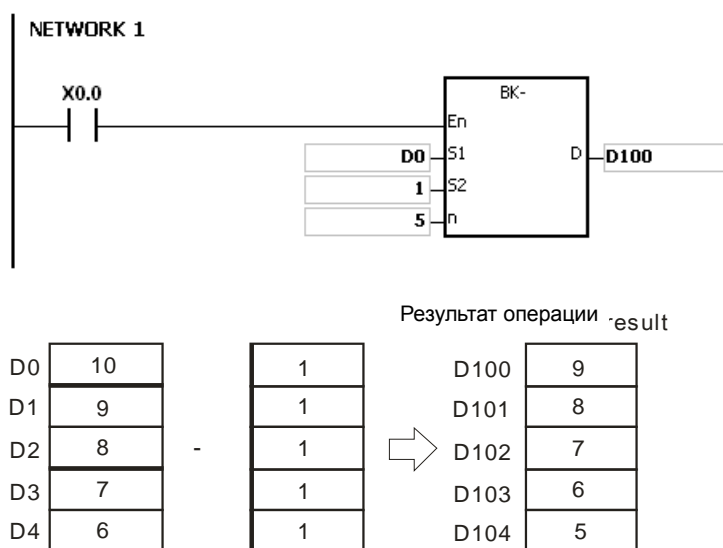 NETWORK 1
X0.0
BK-
En
D0 S1 D D100
1 S2
5 n
Результат операции result
D0 10 1 D100 9
D1 9 1 D101 8
D2 8 - 1 D102 7
D3 7 1 D103 6
D4 6 1 D104 5